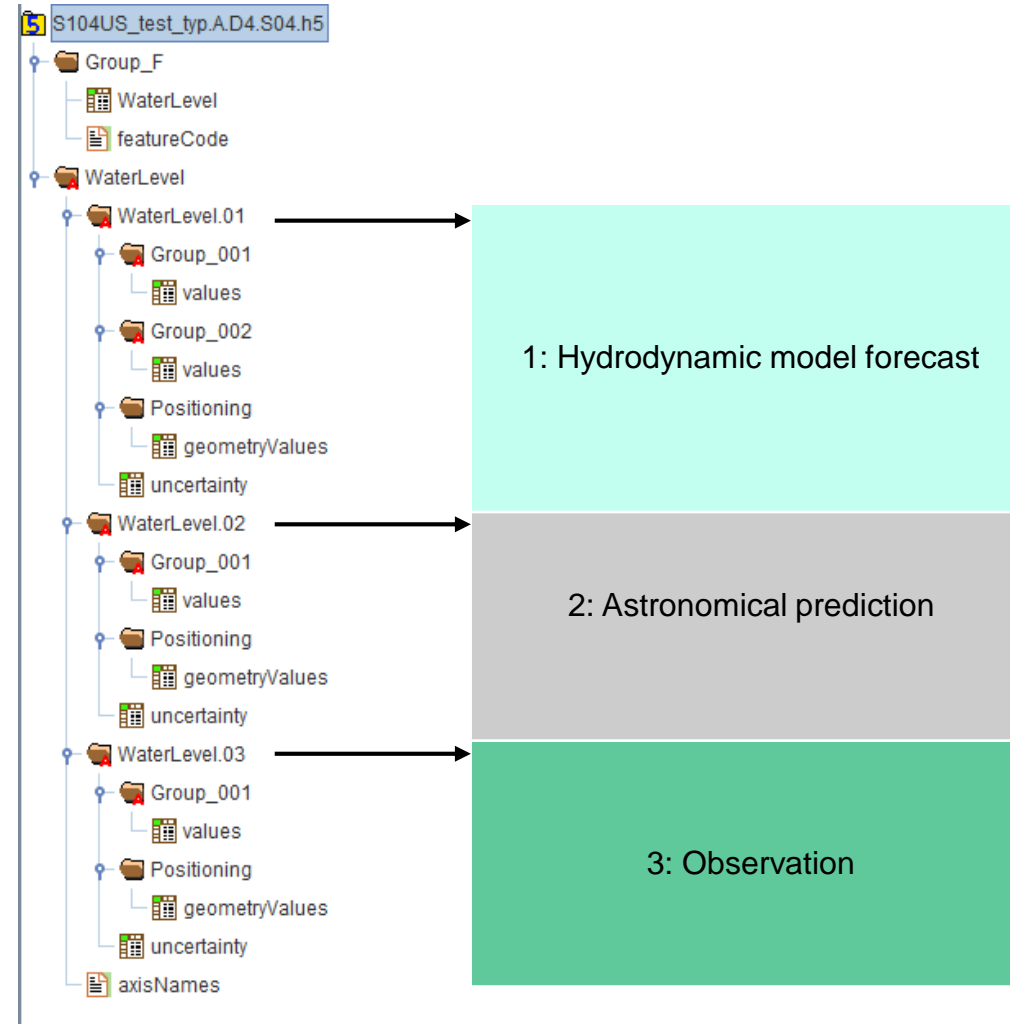 S104US_test_typ.A.D4.S04.h5
Group_F
WaterLevel
featureCode
WaterLevel
WaterLevel.01
Group_001
values
Group_002
values
Positioning
geometryValues
uncertainty
1: Hydrodynamic model forecast
WaterLevel.02
Group_001
values
Positioning
geometryValues
uncertainty
2: Astronomical prediction
WaterLevel.03
Group_001
values
Positioning
geometryValues
uncertainty
3: Observation
axisNames